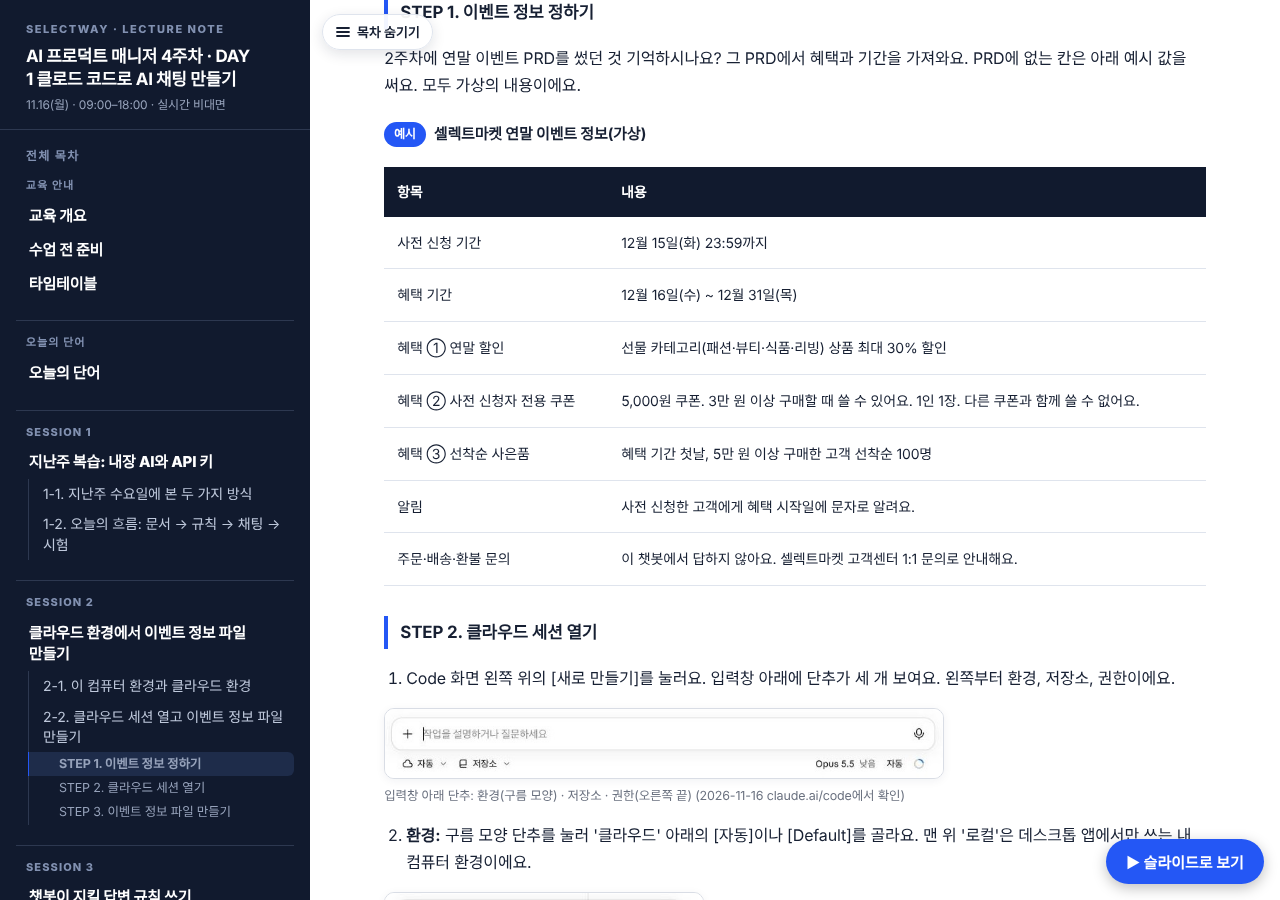 SELECTWAY · LECTURE NOTE
AI 프로덕트 매니저 4주차 · DAY
1 클로드 코드로 AI 채팅 만들기
11.16(월) · 09:00–18:00 · 실시간 비대면
전체 목차
교육 안내
교육 개요
수업 전 준비
타임테이블
오늘의 단어
오늘의 단어
SESSION 1
지난주 복습: 내장 AI와 API 키
1-1. 지난주 수요일에 본 두 가지 방식
1-2. 오늘의 흐름: 문서 → 규칙 → 채팅 →
시험
SESSION 2
클라우드 환경에서 이벤트 정보 파일
만들기
2-1. 이 컴퓨터 환경과 클라우드 환경
2-2. 클라우드 세션 열고 이벤트 정보 파일
만들기
STEP 1. 이벤트 정보 정하기
STEP 2. 클라우드 세션 열기
STEP 3. 이벤트 정보 파일 만들기
SESSION 3
챗봇이 지킬 답변 규칙 쓰기
목차 숨기기
STEP 1. 이벤트 정보 정하기
2주차에 연말 이벤트 PRD를 썼던 것 기억하시나요? 그 PRD에서 혜택과 기간을 가져와요. PRD에 없는 칸은 아래 예시 값을
써요. 모두 가상의 내용이에요.
예시 셀렉트마켓 연말 이벤트 정보(가상)
항목 내용
사전 신청 기간 12월 15일(화) 23:59까지
혜택 기간 12월 16일(수) ~ 12월 31일(목)
혜택 ① 연말 할인 선물 카테고리(패션·뷰티·식품·리빙) 상품 최대 30% 할인
혜택 ② 사전 신청자 전용 쿠폰 5,000원 쿠폰. 3만 원 이상 구매할 때 쓸 수 있어요. 1인 1장. 다른 쿠폰과 함께 쓸 수 없어요.
혜택 ③ 선착순 사은품 혜택 기간 첫날, 5만 원 이상 구매한 고객 선착순 100명
알림 사전 신청한 고객에게 혜택 시작일에 문자로 알려요.
주문·배송·환불 문의 이 챗봇에서 답하지 않아요. 셀렉트마켓 고객센터 1:1 문의로 안내해요.
STEP 2. 클라우드 세션 열기
1. Code 화면 왼쪽 위의 [새로 만들기]를 눌러요. 입력창 아래에 단추가 세 개 보여요. 왼쪽부터 환경, 저장소, 권한이에요.
작업을 설명하거나 질문하세요
자동 저장소 Opus 5.5 낮음 자동
입력창 아래 단추: 환경(구름 모양) · 저장소 · 권한(오른쪽 끝) (2026-11-16 claude.ai/code에서 확인)
2. 환경: 구름 모양 단추를 눌러 '클라우드' 아래의 [자동]이나 [Default]를 골라요. 맨 위 '로컬'은 데스크톱 앱에서만 쓰는 내
컴퓨터 환경이에요.
▶ 슬라이드로 보기